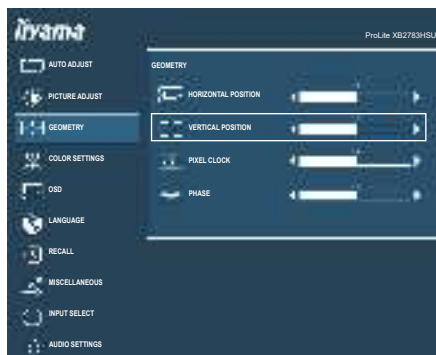 iiyama
ProLite XB2783HSU
AUTO ADJUST
PICTURE ADJUST
GEOMETRY
COLOR SETTINGS
OSD
LANGUAGE
RECALL
MISCELLANEOUS
INPUT SELECT
AUDIO SETTINGS
GEOMETRY
HORIZONTAL POSITION
VERTICAL POSITION
PIXEL CLOCK
PHASE